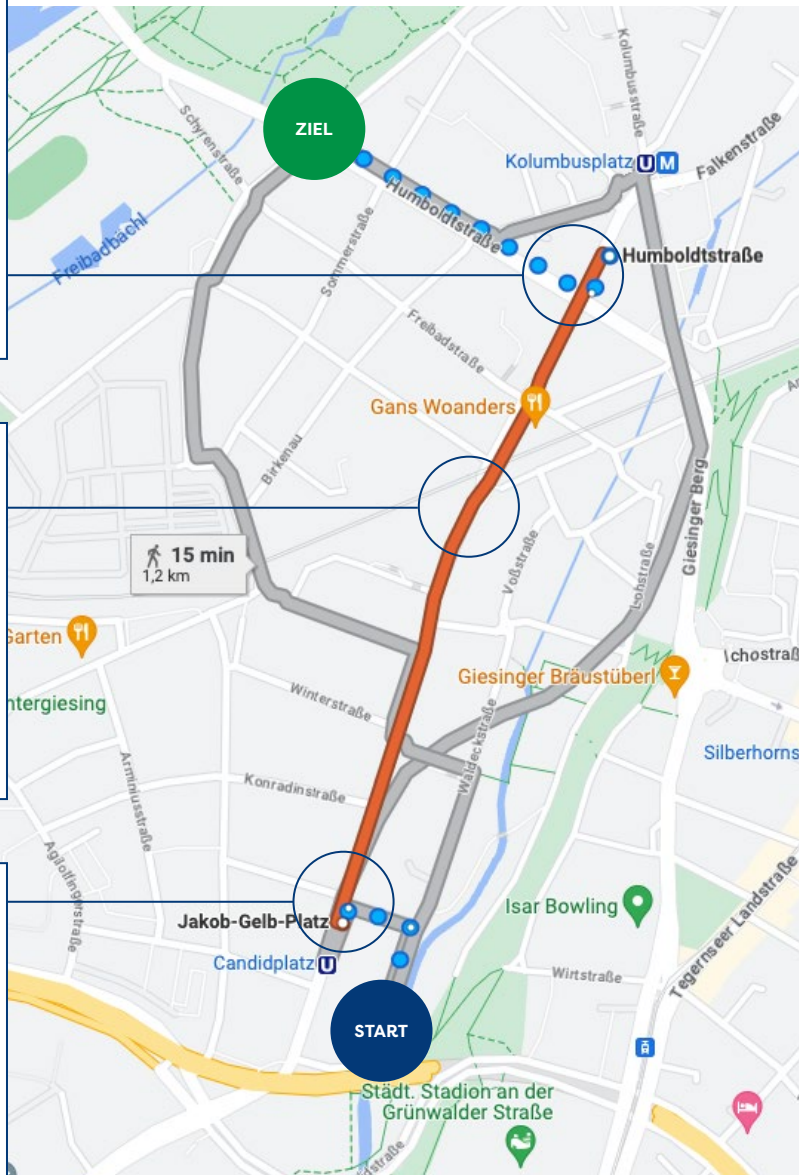 Kolumbusstraße
ZIEL
Schyrenstraße
Kolumbusplatz U M
Falkenstraße
Humboldtstraße
Freibadbächl
Sommerstraße
Humboldtstraße
Freibadstraße
Gans Woanders
Birkenau
Giesinger Berg
15 min
1,2 km
Voßstraße
Lohstraße
Garten
Ichostraß
Giesinger Bräustüberl
ntergiesing
Winterstraße
Waldeckstraße
Silberhorns
Arminiusstraße
Konradinstraße
Agilolfingerstraße
Isar Bowling
Jakob-Gelb-Platz
Tegernseer Landstraße
Candidplatz U
Wirtstraße
START
Städt. Stadion an der
Grünwalder Straße
dstraße